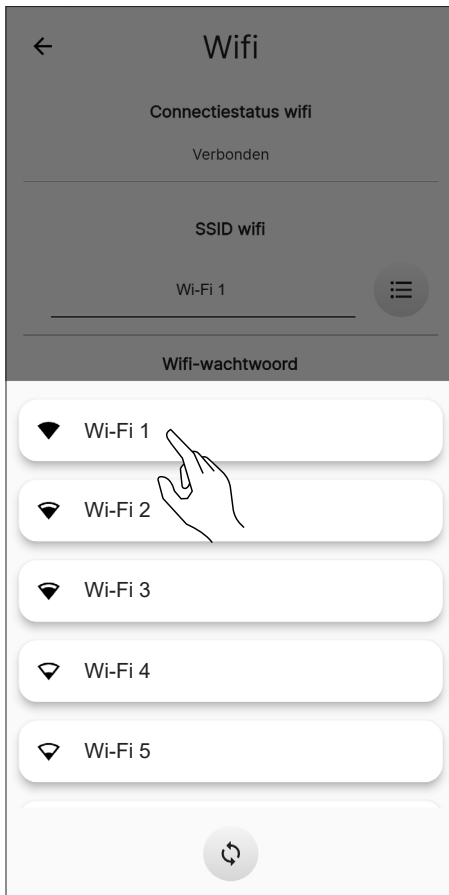 Wifi
Connectiestatus wifi
Verbonden
SSID wifi
Wi-Fi 1
Wifi-wachtwoord
Wi-Fi 1
Wi-Fi 2
Wi-Fi 3
Wi-Fi 4
Wi-Fi 5